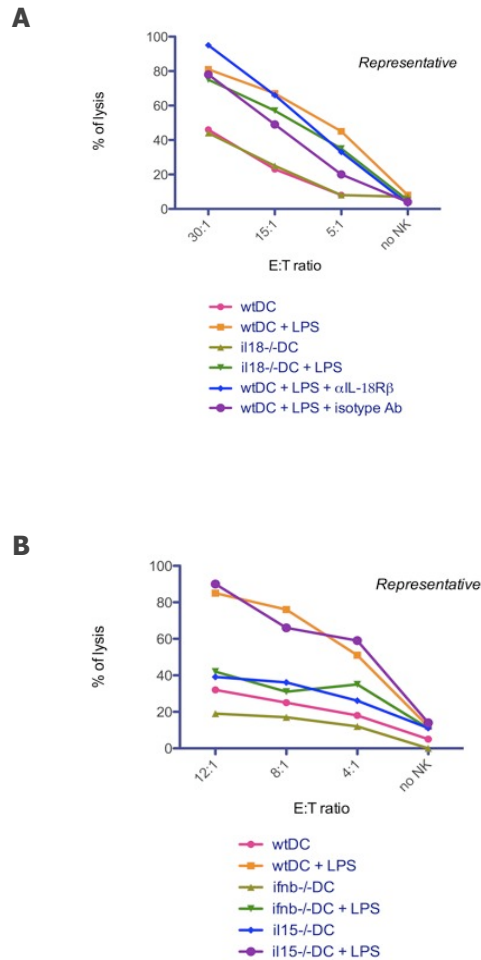 A
Representative
100
80
60
40
20
0
% of lysis
30:1
15:1
5:1
no NK
E:T ratio
wtDC
wtDC + LPS
il18-/-DC
il18-/-DC + LPS
wtDC + LPS + αIL-18Rβ
wtDC + LPS + isotype Ab
B
Representative
100
80
60
40
20
0
% of lysis
12:1
8:1
4:1
no NK
E:T ratio
wtDC
wtDC + LPS
ifnb-/-DC
ifnb-/-DC + LPS
il15-/-DC
il15-/-DC + LPS